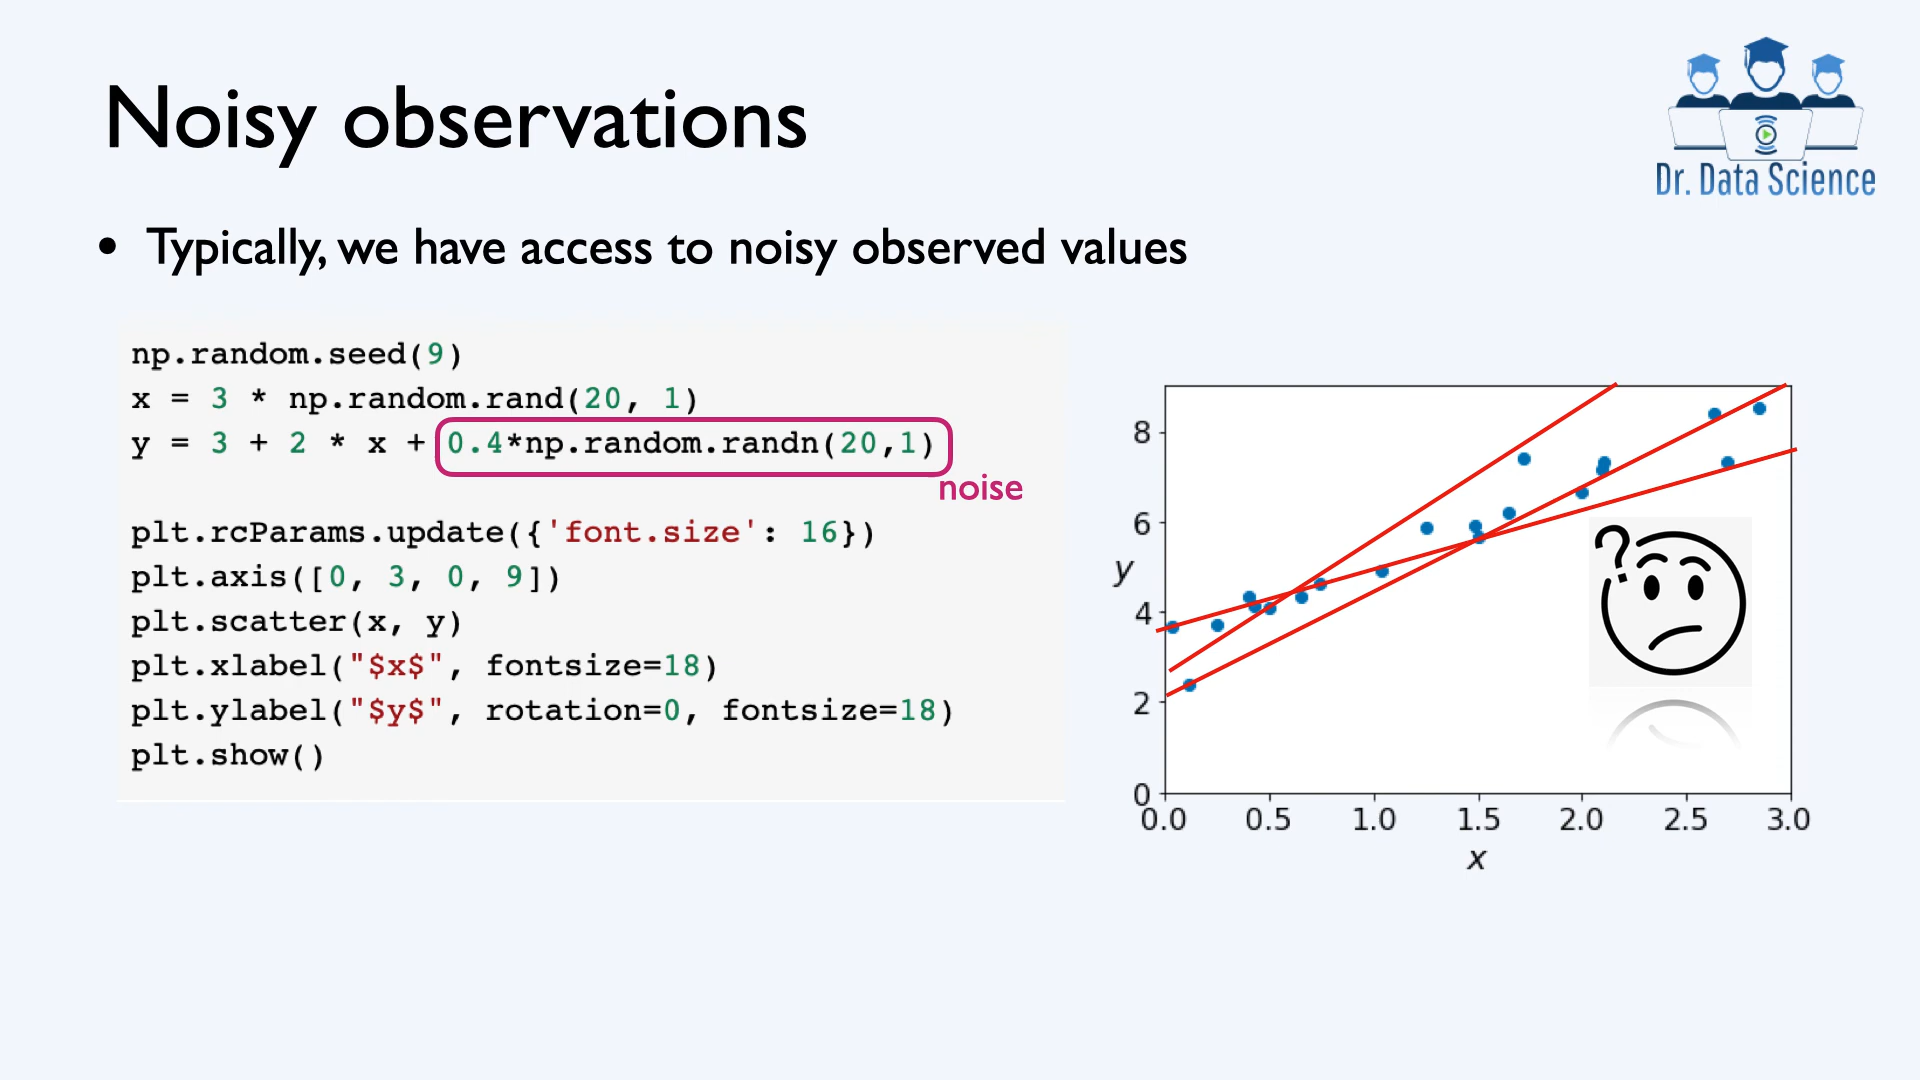 Noisy observations
Dr. Data Science
• Typically, we have access to noisy observed values
np.random.seed(9)
x = 3 * np.random.rand(20, 1)
y = 3 + 2 * x + 0.4*np.random.randn(20,1)
noise
plt.rcParams.update({'font.size': 16})
plt.axis([0, 3, 0, 9])
plt.scatter(x, y)
plt.xlabel("$x$", fontsize=18)
plt.ylabel("$y$", rotation=0, fontsize=18)
plt.show()
8
6
y
?
4
2
0
0.0 0.5 1.0 1.5 2.0 2.5 3.0
x